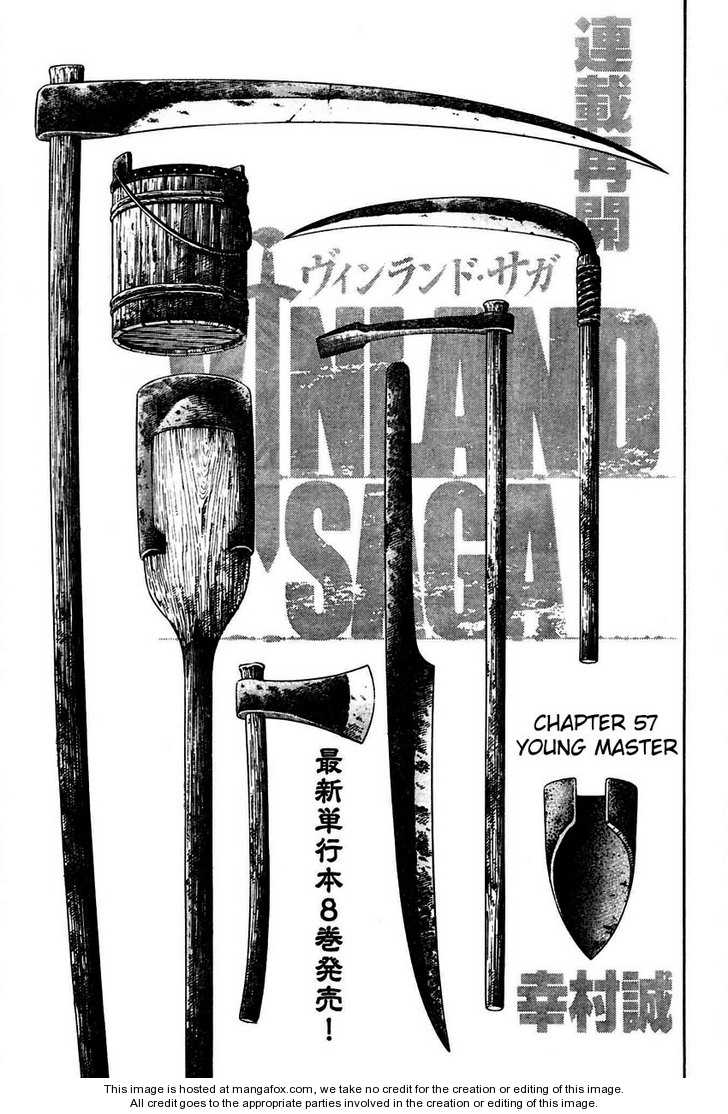 連載再開
ヴィンランド・サガ
VINLAND
SAGA
CHAPTER 57
YOUNG MASTER
最新単行本8巻発売!
幸村誠
This image is hosted at mangafox.com, we take no credit for the creation or editing of this image.
All credit goes to the appropriate parties involved in the creation or editing of this image.